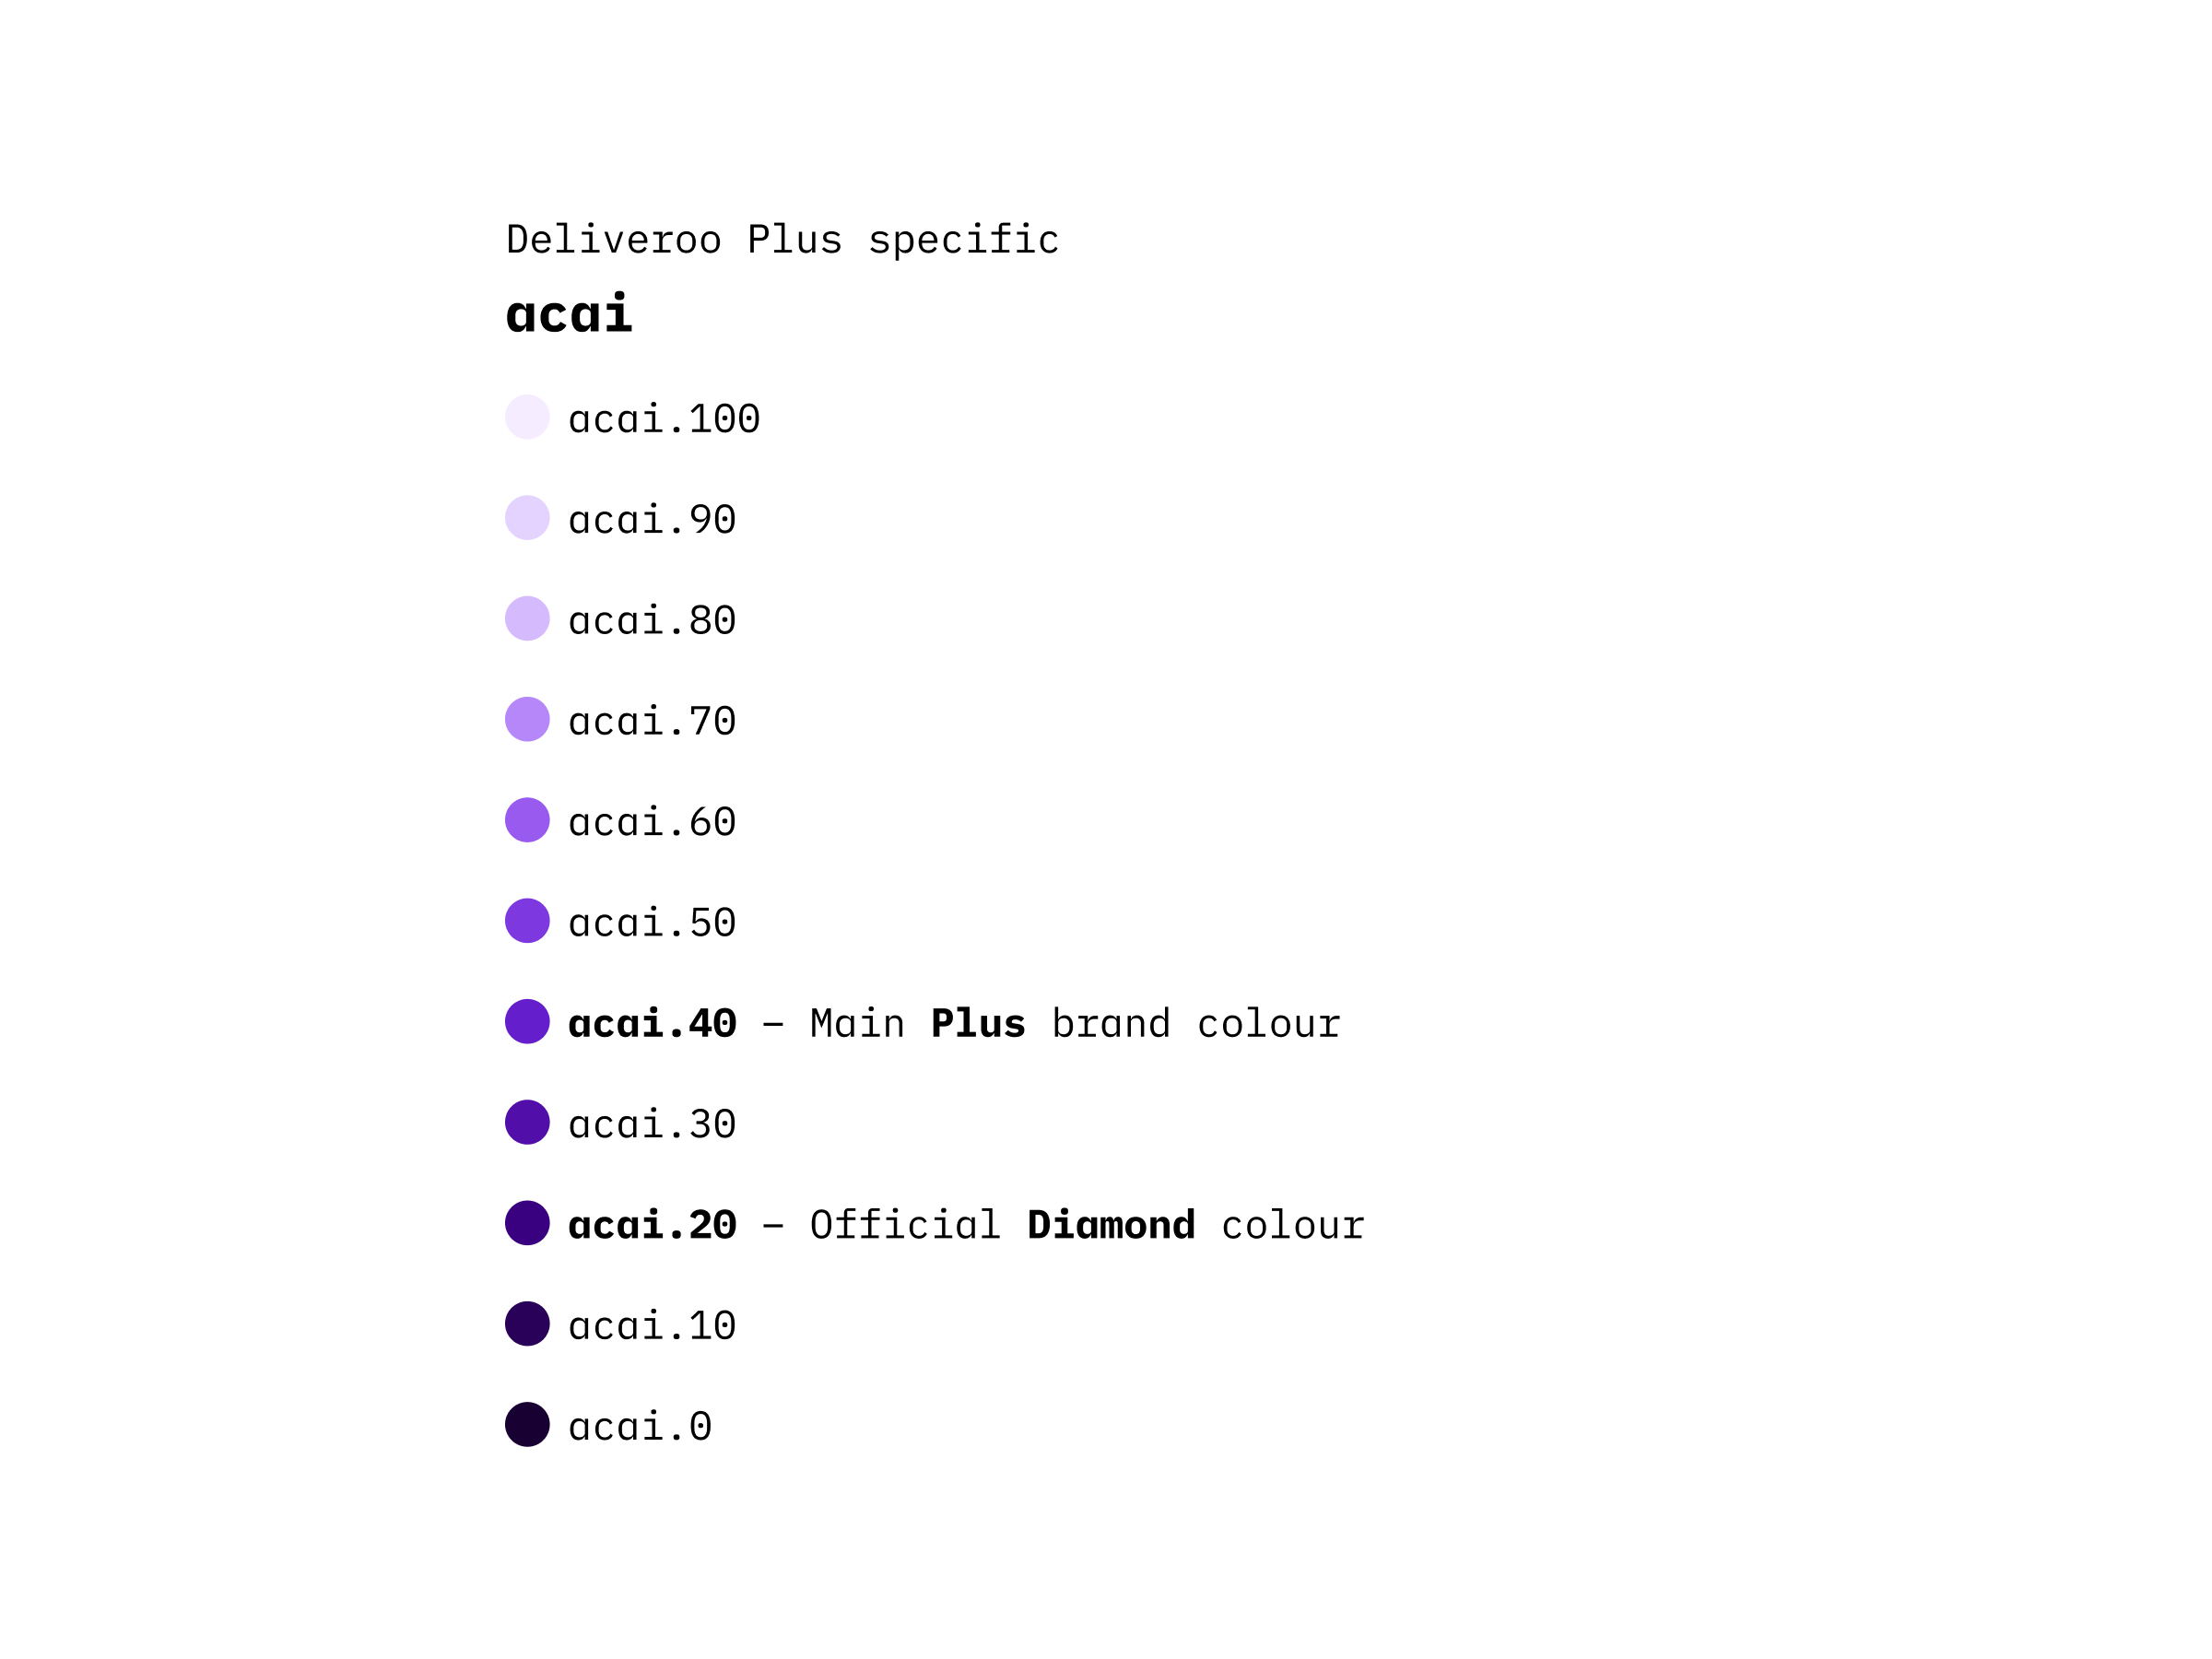 Deliveroo Plus specific
acai
acai.100
acai.90
acai.80
acai.70
acai.60
acai.50
acai.40 – Main Plus brand colour
acai.30
acai.20 – Official Diamond colour
acai.10
acai.0